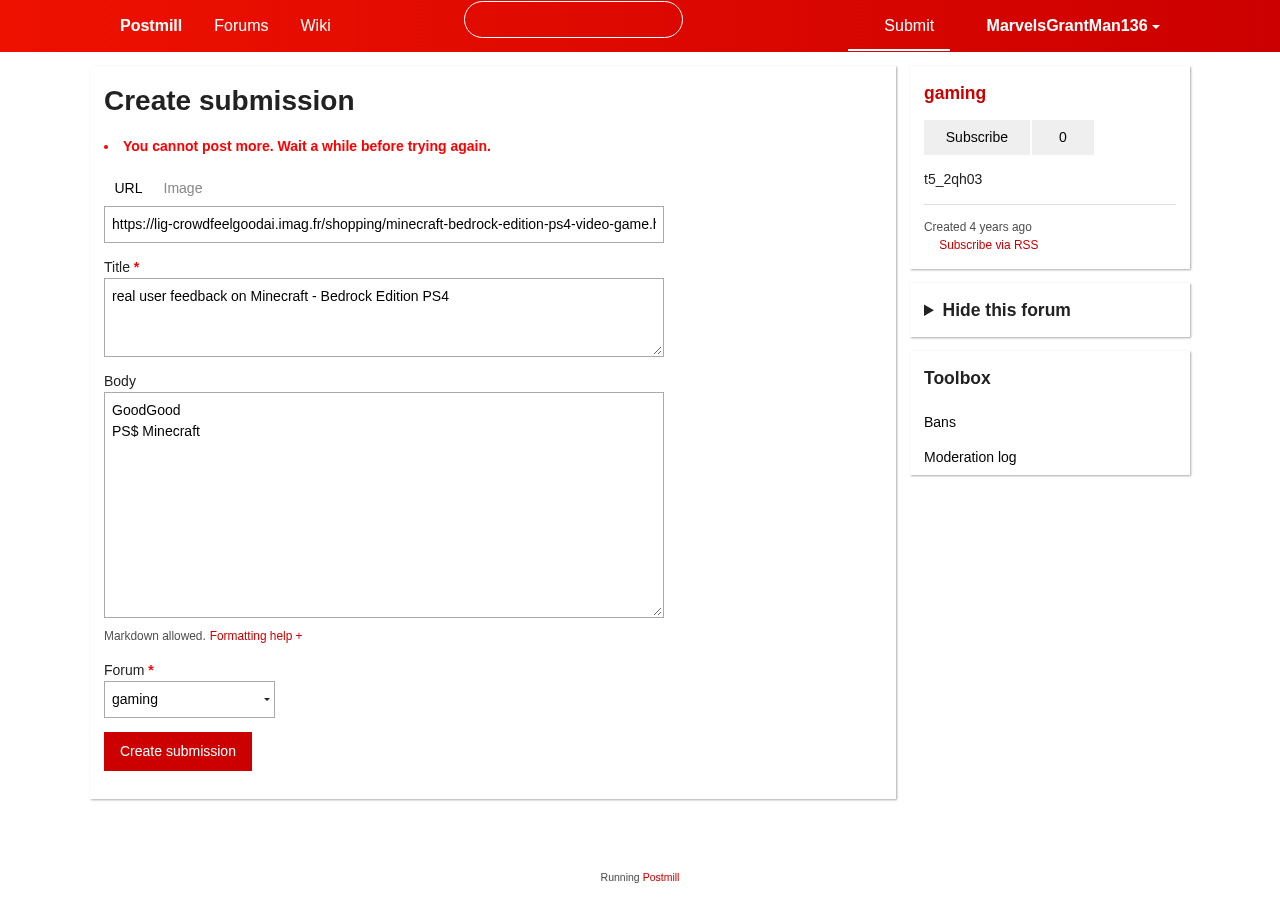 Postmill Forums Wiki Submit MarvelsGrantMan136
Create submission
You cannot post more. Wait a while before trying again.
URL Image
https://lig-crowdfeelgoodai.imag.fr/shopping/minecraft-bedrock-edition-ps4-video-game.h
Title *
real user feedback on Minecraft - Bedrock Edition PS4
Body
GoodGood
PS$ Minecraft
Markdown allowed. Formatting help +
Forum *
gaming
Create submission
gaming
Subscribe 0
t5_2qh03
Created 4 years ago
Subscribe via RSS
Hide this forum
Toolbox
Bans
Moderation log
Running Postmill